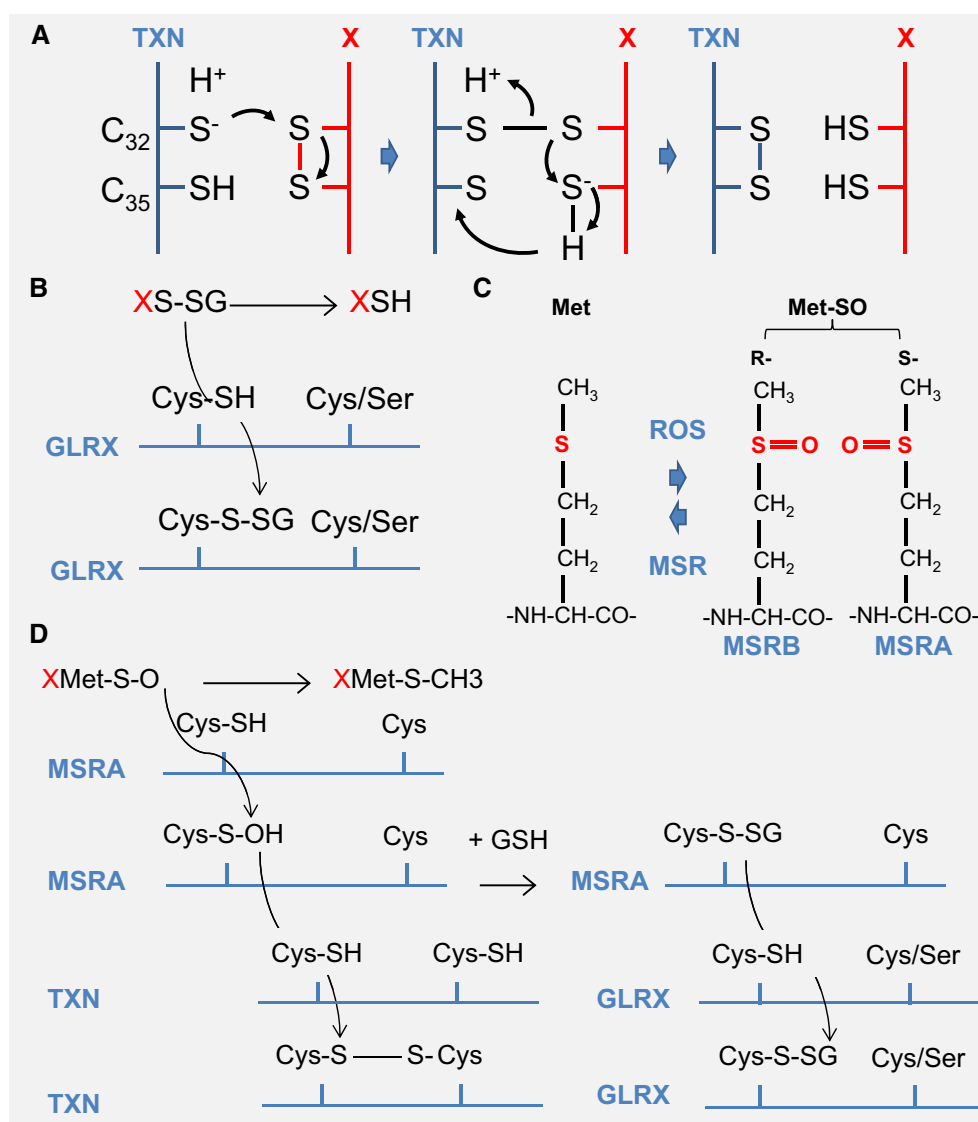 A
TXN X TXN X TXN X
H⁺ H⁺
C₃₂ S⁻ S S S S HS
C₃₅ SH S S S⁻ S HS
H
B
XS-SG XSH
Cys-SH Cys/Ser
GLRX
Cys-S-SG Cys/Ser
GLRX
C
Met Met-SO
R- S-
CH₃ CH₃ CH₃
ROS
S S=O O=S
CH₂ CH₂ CH₂
CH₂ CH₂ CH₂
MSR
-NH-CH-CO- -NH-CH-CO- -NH-CH-CO-
MSRB MSRA
D
XMet-S-O XMet-S-CH3
Cys-SH Cys
MSRA
Cys-S-OH Cys + GSH Cys-S-SG Cys
MSRA MSRA
Cys-SH Cys-SH Cys-SH Cys/Ser
TXN GLRX
Cys-S S-Cys Cys-S-SG Cys/Ser
TXN GLRX